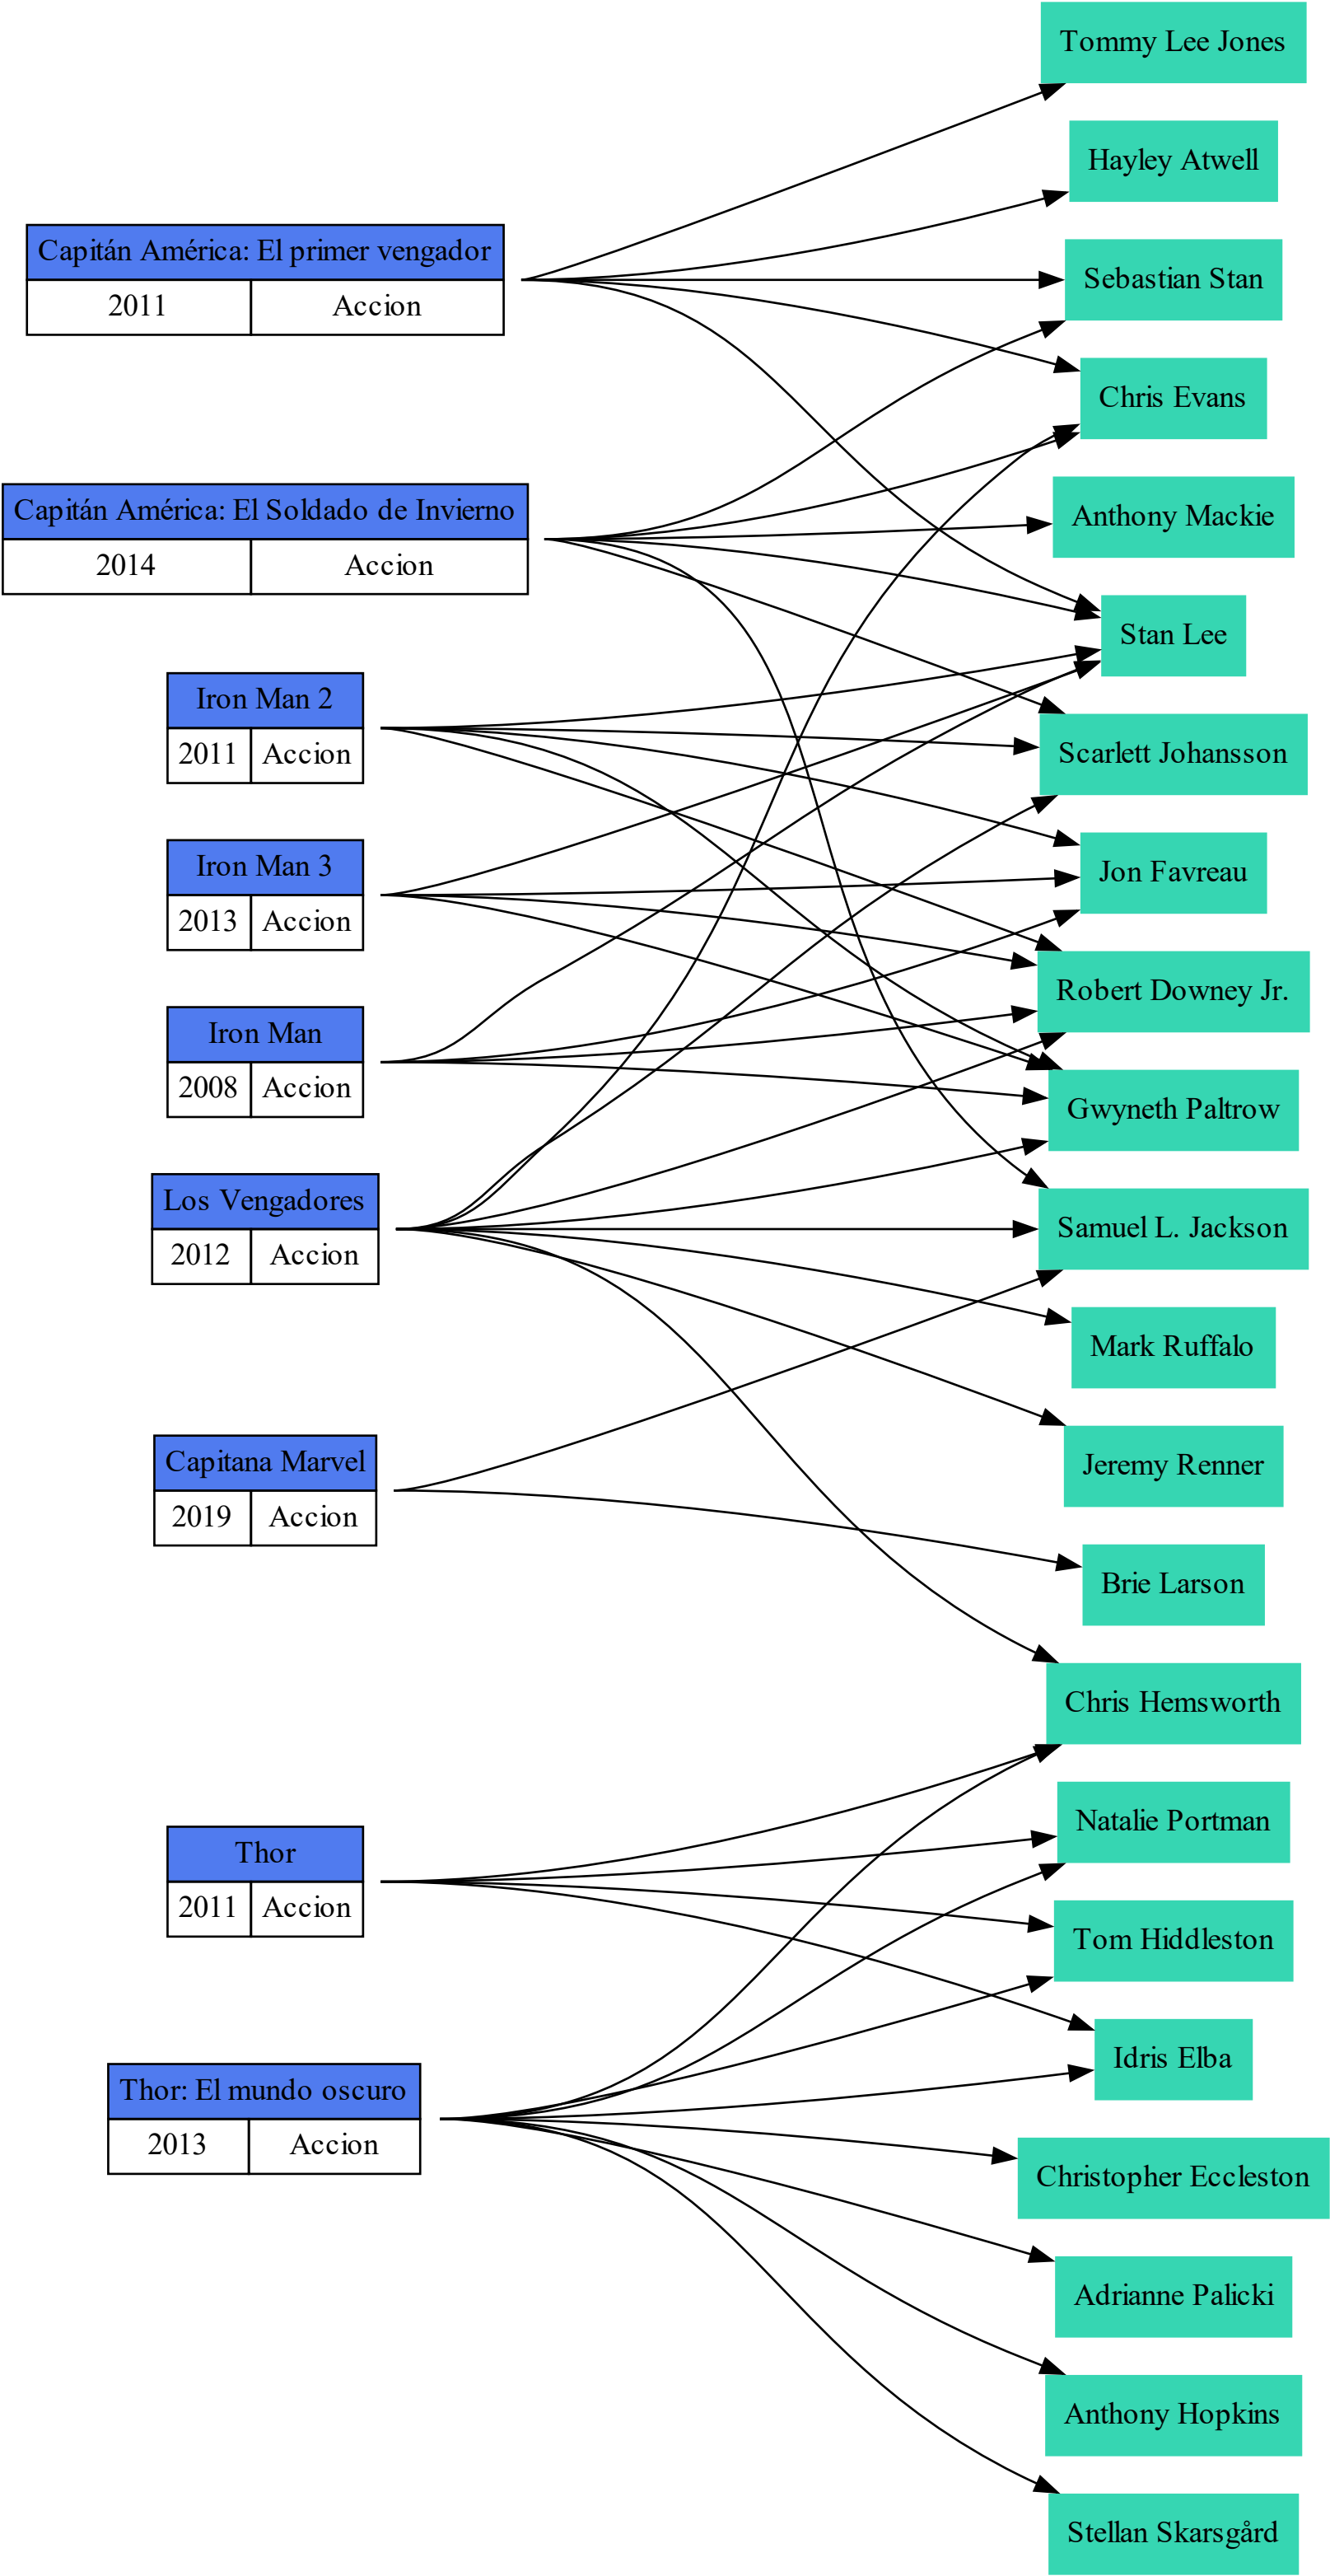 Tommy Lee Jones
Hayley Atwell
Capitán América: El primer vengador
2011 Accion
Sebastian Stan
Chris Evans
Capitán América: El Soldado de Invierno
2014 Accion
Anthony Mackie
Stan Lee
Iron Man 2
2011 Accion
Scarlett Johansson
Iron Man 3
2013 Accion
Jon Favreau
Robert Downey Jr.
Iron Man
2008 Accion
Gwyneth Paltrow
Los Vengadores
2012 Accion
Samuel L. Jackson
Mark Ruffalo
Capitana Marvel
2019 Accion
Jeremy Renner
Brie Larson
Chris Hemsworth
Natalie Portman
Thor
2011 Accion
Tom Hiddleston
Idris Elba
Thor: El mundo oscuro
2013 Accion
Christopher Eccleston
Adrianne Palicki
Anthony Hopkins
Stellan Skarsgård